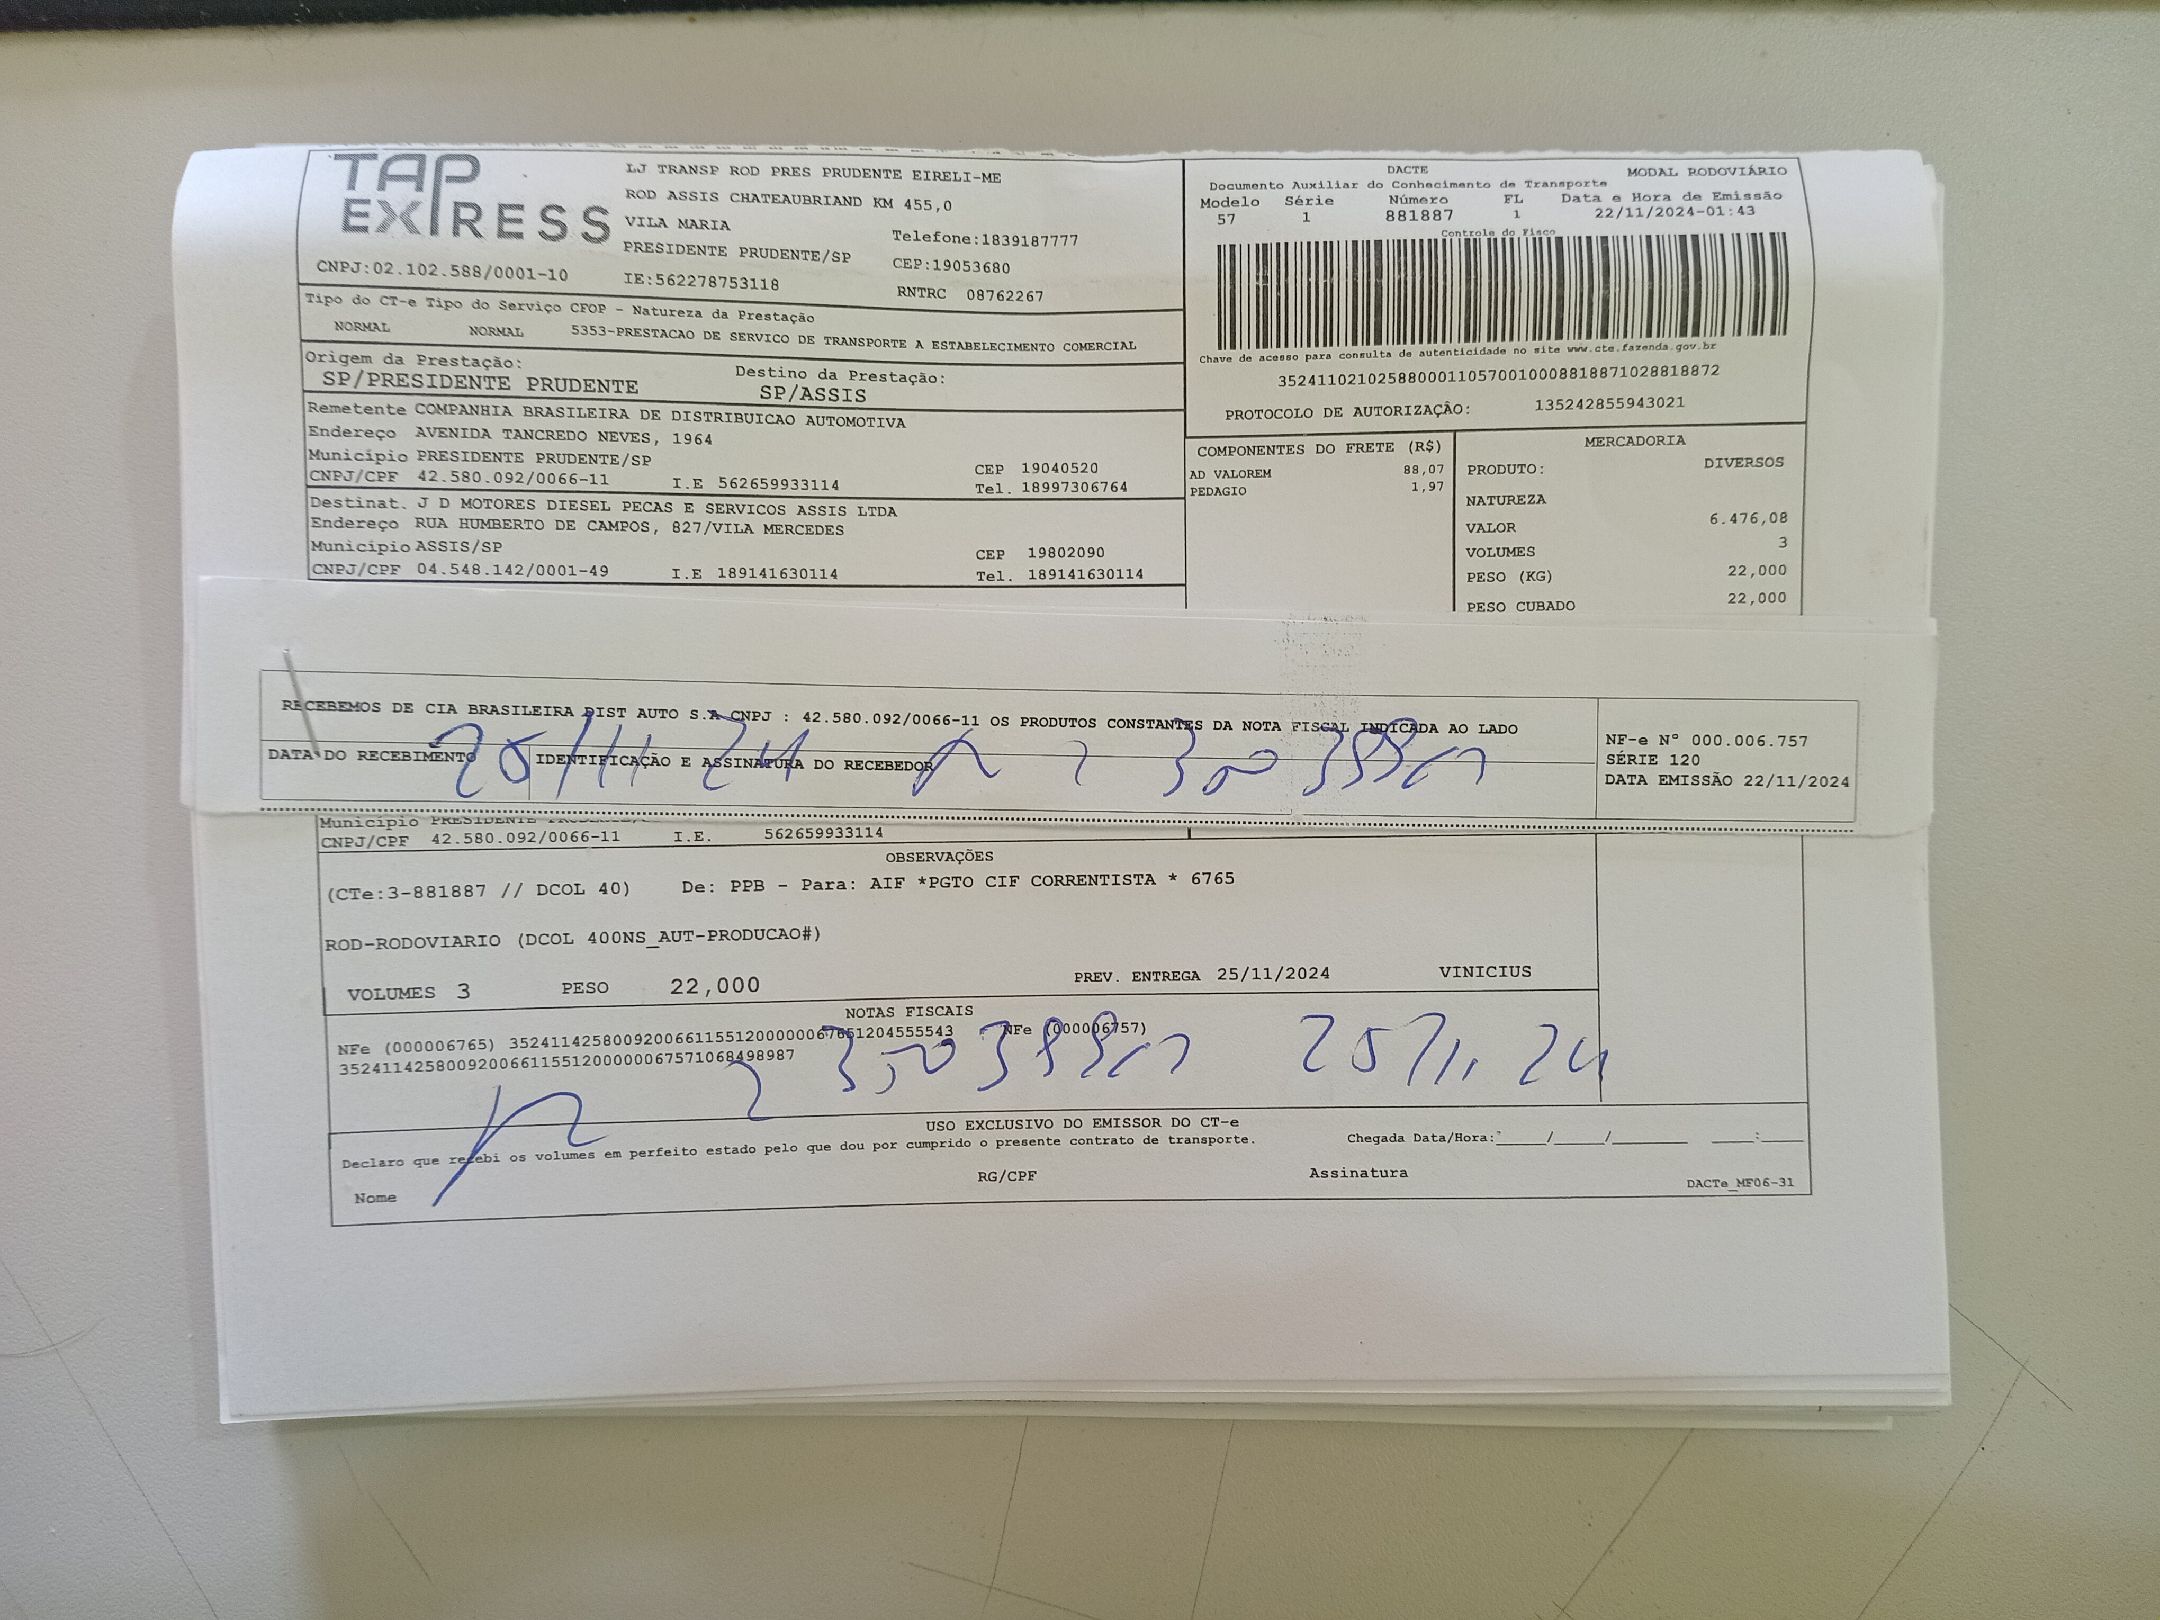 TAP EXPRESS
LJ TRANSP ROD PRES PRUDENTE EIRELI-ME
ROD ASSIS CHATEAUBRIAND KM 455,0
VILA MARIA
Telefone:1839187777
PRESIDENTE PRUDENTE/SP CEP:19053680
CNPJ:02.102.588/0001-10 IE:562278753118 RNTRC 08762267
Tipo do CT-e Tipo do Serviço CFOP - Natureza da Prestação
NORMAL NORMAL 5353-PRESTACAO DE SERVICO DE TRANSPORTE A ESTABELECIMENTO COMERCIAL
Origem da Prestação: Destino da Prestação:
SP/PRESIDENTE PRUDENTE SP/ASSIS
Remetente COMPANHIA BRASILEIRA DE DISTRIBUICAO AUTOMOTIVA
Endereço AVENIDA TANCREDO NEVES, 1964
Município PRESIDENTE PRUDENTE/SP CEP 19040520
CNPJ/CPF 42.580.092/0066-11 I.E 562659933114 Tel. 18997306764
Destinat. J D MOTORES DIESEL PECAS E SERVICOS ASSIS LTDA
Endereço RUA HUMBERTO DE CAMPOS, 827/VILA MERCEDES
Município ASSIS/SP CEP 19802090
CNPJ/CPF 04.548.142/0001-49 I.E 189141630114 Tel. 189141630114
DACTE MODAL RODOVIÁRIO
Documento Auxiliar do Conhecimento de Transporte
Modelo Série Número FL Data e Hora de Emissão
57 1 881887 1 22/11/2024-01:43
Controle do Fisco
Chave de acesso para consulta de autenticidade no site www.cte.fazenda.gov.br
35241102102588000110570010008818871028818872
PROTOCOLO DE AUTORIZAÇÃO: 135242855943021
COMPONENTES DO FRETE (R$)
AD VALOREM 88,07
PEDAGIO 1,97
MERCADORIA
PRODUTO: DIVERSOS
NATUREZA
VALOR 6.476,08
VOLUMES 3
PESO (KG) 22,000
PESO CUBADO 22,000
RECEBEMOS DE CIA BRASILEIRA DIST AUTO S.A CNPJ : 42.580.092/0066-11 OS PRODUTOS CONSTANTES DA NOTA FISCAL INDICADA AO LADO
DATA DO RECEBIMENTO IDENTIFICAÇÃO E ASSINATURA DO RECEBEDOR
25/11/24
NF-e N° 000.006.757
SÉRIE 120
DATA EMISSÃO 22/11/2024
Município PRESIDENTE
CNPJ/CPF 42.580.092/0066-11 I.E. 562659933114
OBSERVAÇÕES
(CTe:3-881887 // DCOL 40) De: PPB - Para: AIF *PGTO CIF CORRENTISTA * 6765
ROD-RODOVIARIO (DCOL 400NS_AUT-PRODUCAO#)
VOLUMES 3 PESO 22,000 PREV. ENTREGA 25/11/2024 VINICIUS
NOTAS FISCAIS
NFe (000006765) 35241142580092006611551200000067651204555543 NFe (000006757)
35241142580092006611551200000067571068498987
25/11/24
USO EXCLUSIVO DO EMISSOR DO CT-e
Declaro que recebi os volumes em perfeito estado pelo que dou por cumprido o presente contrato de transporte. Chegada Data/Hora: ____/____/______ ____:____
Nome RG/CPF Assinatura
DACTe_MF06-31